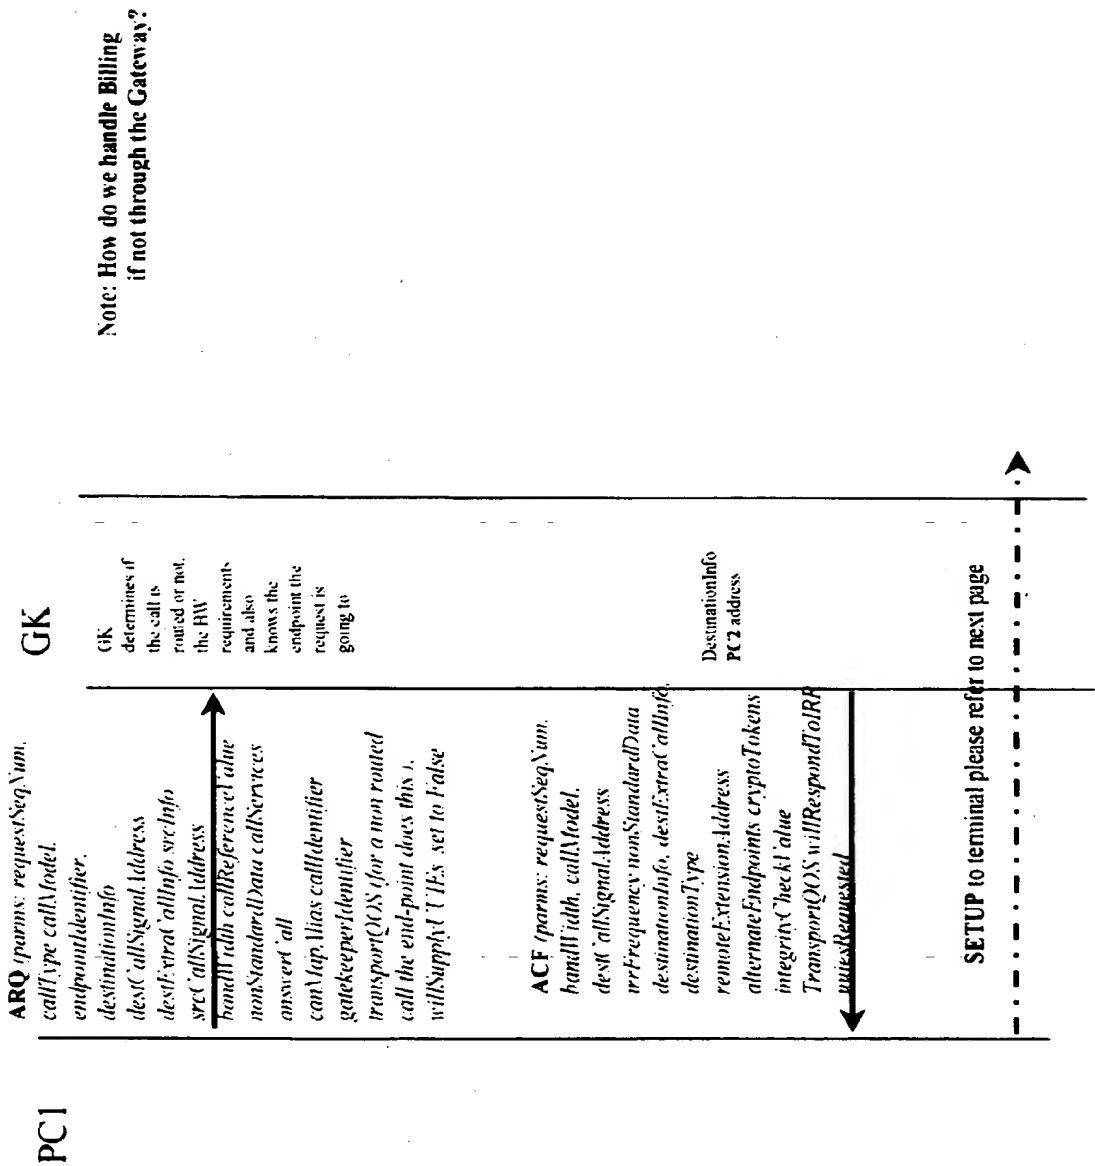 PC1
GK
Note: How do we handle Billing
if not through the Gateway?
ARQ (params: requestSeqNum,
callType callModel,
endpointIdentifier,
destinationInfo
destCallSignalAddress
destExtraCallInfo srcInfo
srcCallSignalAddress
bandWidth callReferenceValue
nonStandardData callServices
answerCall
canMapAlias callIdentifier
gatekeeperIdentifier
transportQOS (for a non routed
call the end-point does this ),
willSupplyUUIEs set to False
GK
determines if
the call is
routed or not,
the BW
requirements
and also
knows the
endpoint the
request is
going to
ACF (parms: requestSeqNum,
bandWidth, callModel,
destCallSignalAddress
irrFrequency nonStandardData
destinationInfo, destExtraCallInfo,
destinationType
remoteExtensionAddress
alternateEndpoints cryptoTokens
integrityCheckValue
TransportQOS willRespondToIRR
uuiesRequested
DestinationInfo
PC2 address
SETUP to terminal please refer to next page